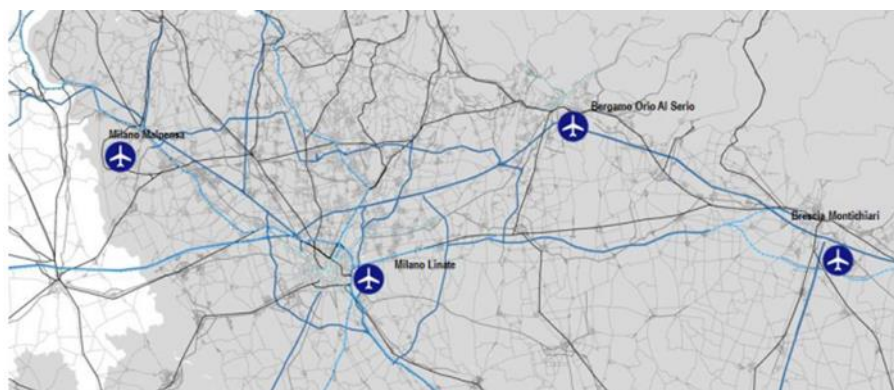 Bergamo Orio Al Serio
Milano Malpensa
Brescia Montichiari
Milano Linate